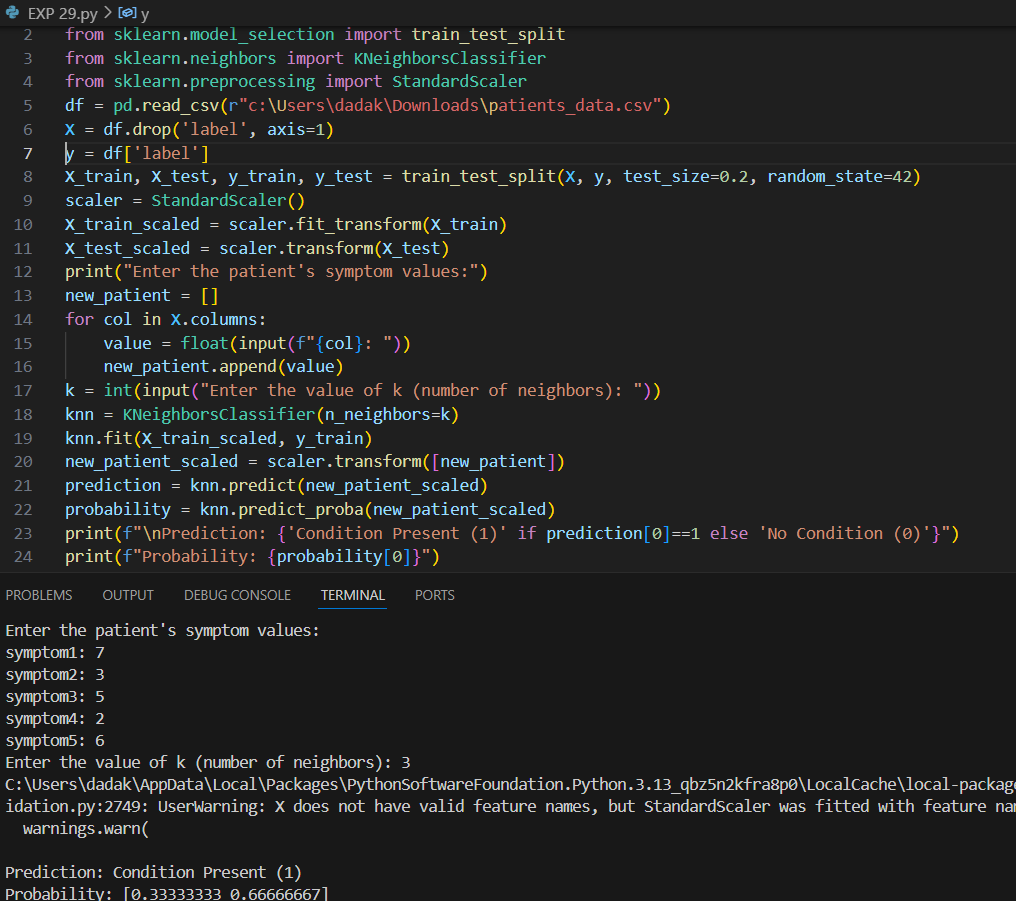 EXP 29.py > y
2 from sklearn.model_selection import train_test_split
3 from sklearn.neighbors import KNeighborsClassifier
4 from sklearn.preprocessing import StandardScaler
5 df = pd.read_csv(r"c:\Users\dadak\Downloads\patients_data.csv")
6 X = df.drop('label', axis=1)
7 y = df['label']
8 X_train, X_test, y_train, y_test = train_test_split(X, y, test_size=0.2, random_state=42)
9 scaler = StandardScaler()
10 X_train_scaled = scaler.fit_transform(X_train)
11 X_test_scaled = scaler.transform(X_test)
12 print("Enter the patient's symptom values:")
13 new_patient = []
14 for col in X.columns:
15     value = float(input(f"{col}: "))
16     new_patient.append(value)
17 k = int(input("Enter the value of k (number of neighbors): "))
18 knn = KNeighborsClassifier(n_neighbors=k)
19 knn.fit(X_train_scaled, y_train)
20 new_patient_scaled = scaler.transform([new_patient])
21 prediction = knn.predict(new_patient_scaled)
22 probability = knn.predict_proba(new_patient_scaled)
23 print(f"\nPrediction: {'Condition Present (1)' if prediction[0]==1 else 'No Condition (0)'}")
24 print(f"Probability: {probability[0]}")
PROBLEMS OUTPUT DEBUG CONSOLE TERMINAL PORTS
Enter the patient's symptom values:
symptom1: 7
symptom2: 3
symptom3: 5
symptom4: 2
symptom5: 6
Enter the value of k (number of neighbors): 3
C:\Users\dadak\AppData\Local\Packages\PythonSoftwareFoundation.Python.3.13_qbz5n2kfra8p0\LocalCache\local-package
idation.py:2749: UserWarning: X does not have valid feature names, but StandardScaler was fitted with feature na
  warnings.warn(
Prediction: Condition Present (1)
Probability: [0.33333333 0.66666667]